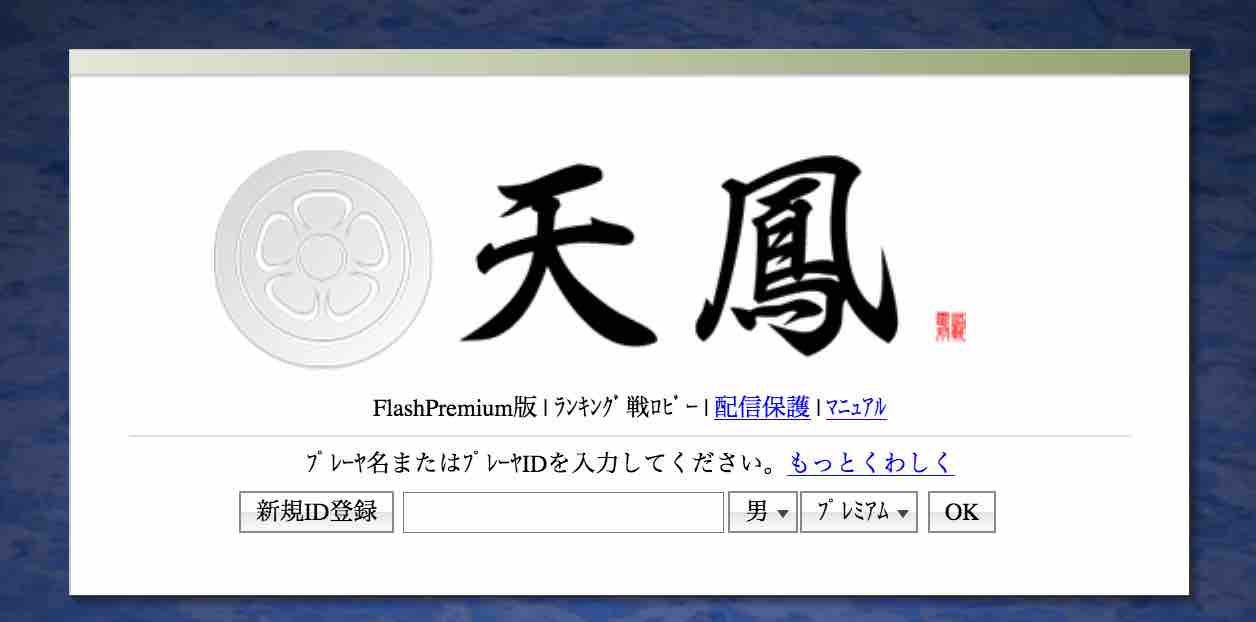 天鳳
FlashPremium版 | ﾗﾝｷﾝｸﾞ戦ﾛﾋﾞｰ | 配信保護 | ﾏﾆｭｱﾙ
ﾌﾟﾚｰﾔ名またはﾌﾟﾚｰﾔIDを入力してください。もっとくわしく
新規ID登録 男 ﾌﾟﾚﾐｱﾑ OK